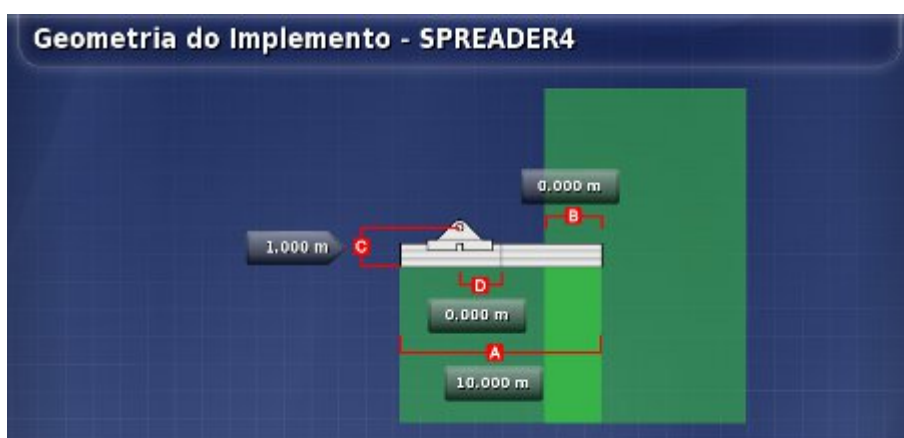 Geometria do Implemento - SPREADER4
0.000 m
B
1.000 m
C
D
0.000 m
A
10.000 m